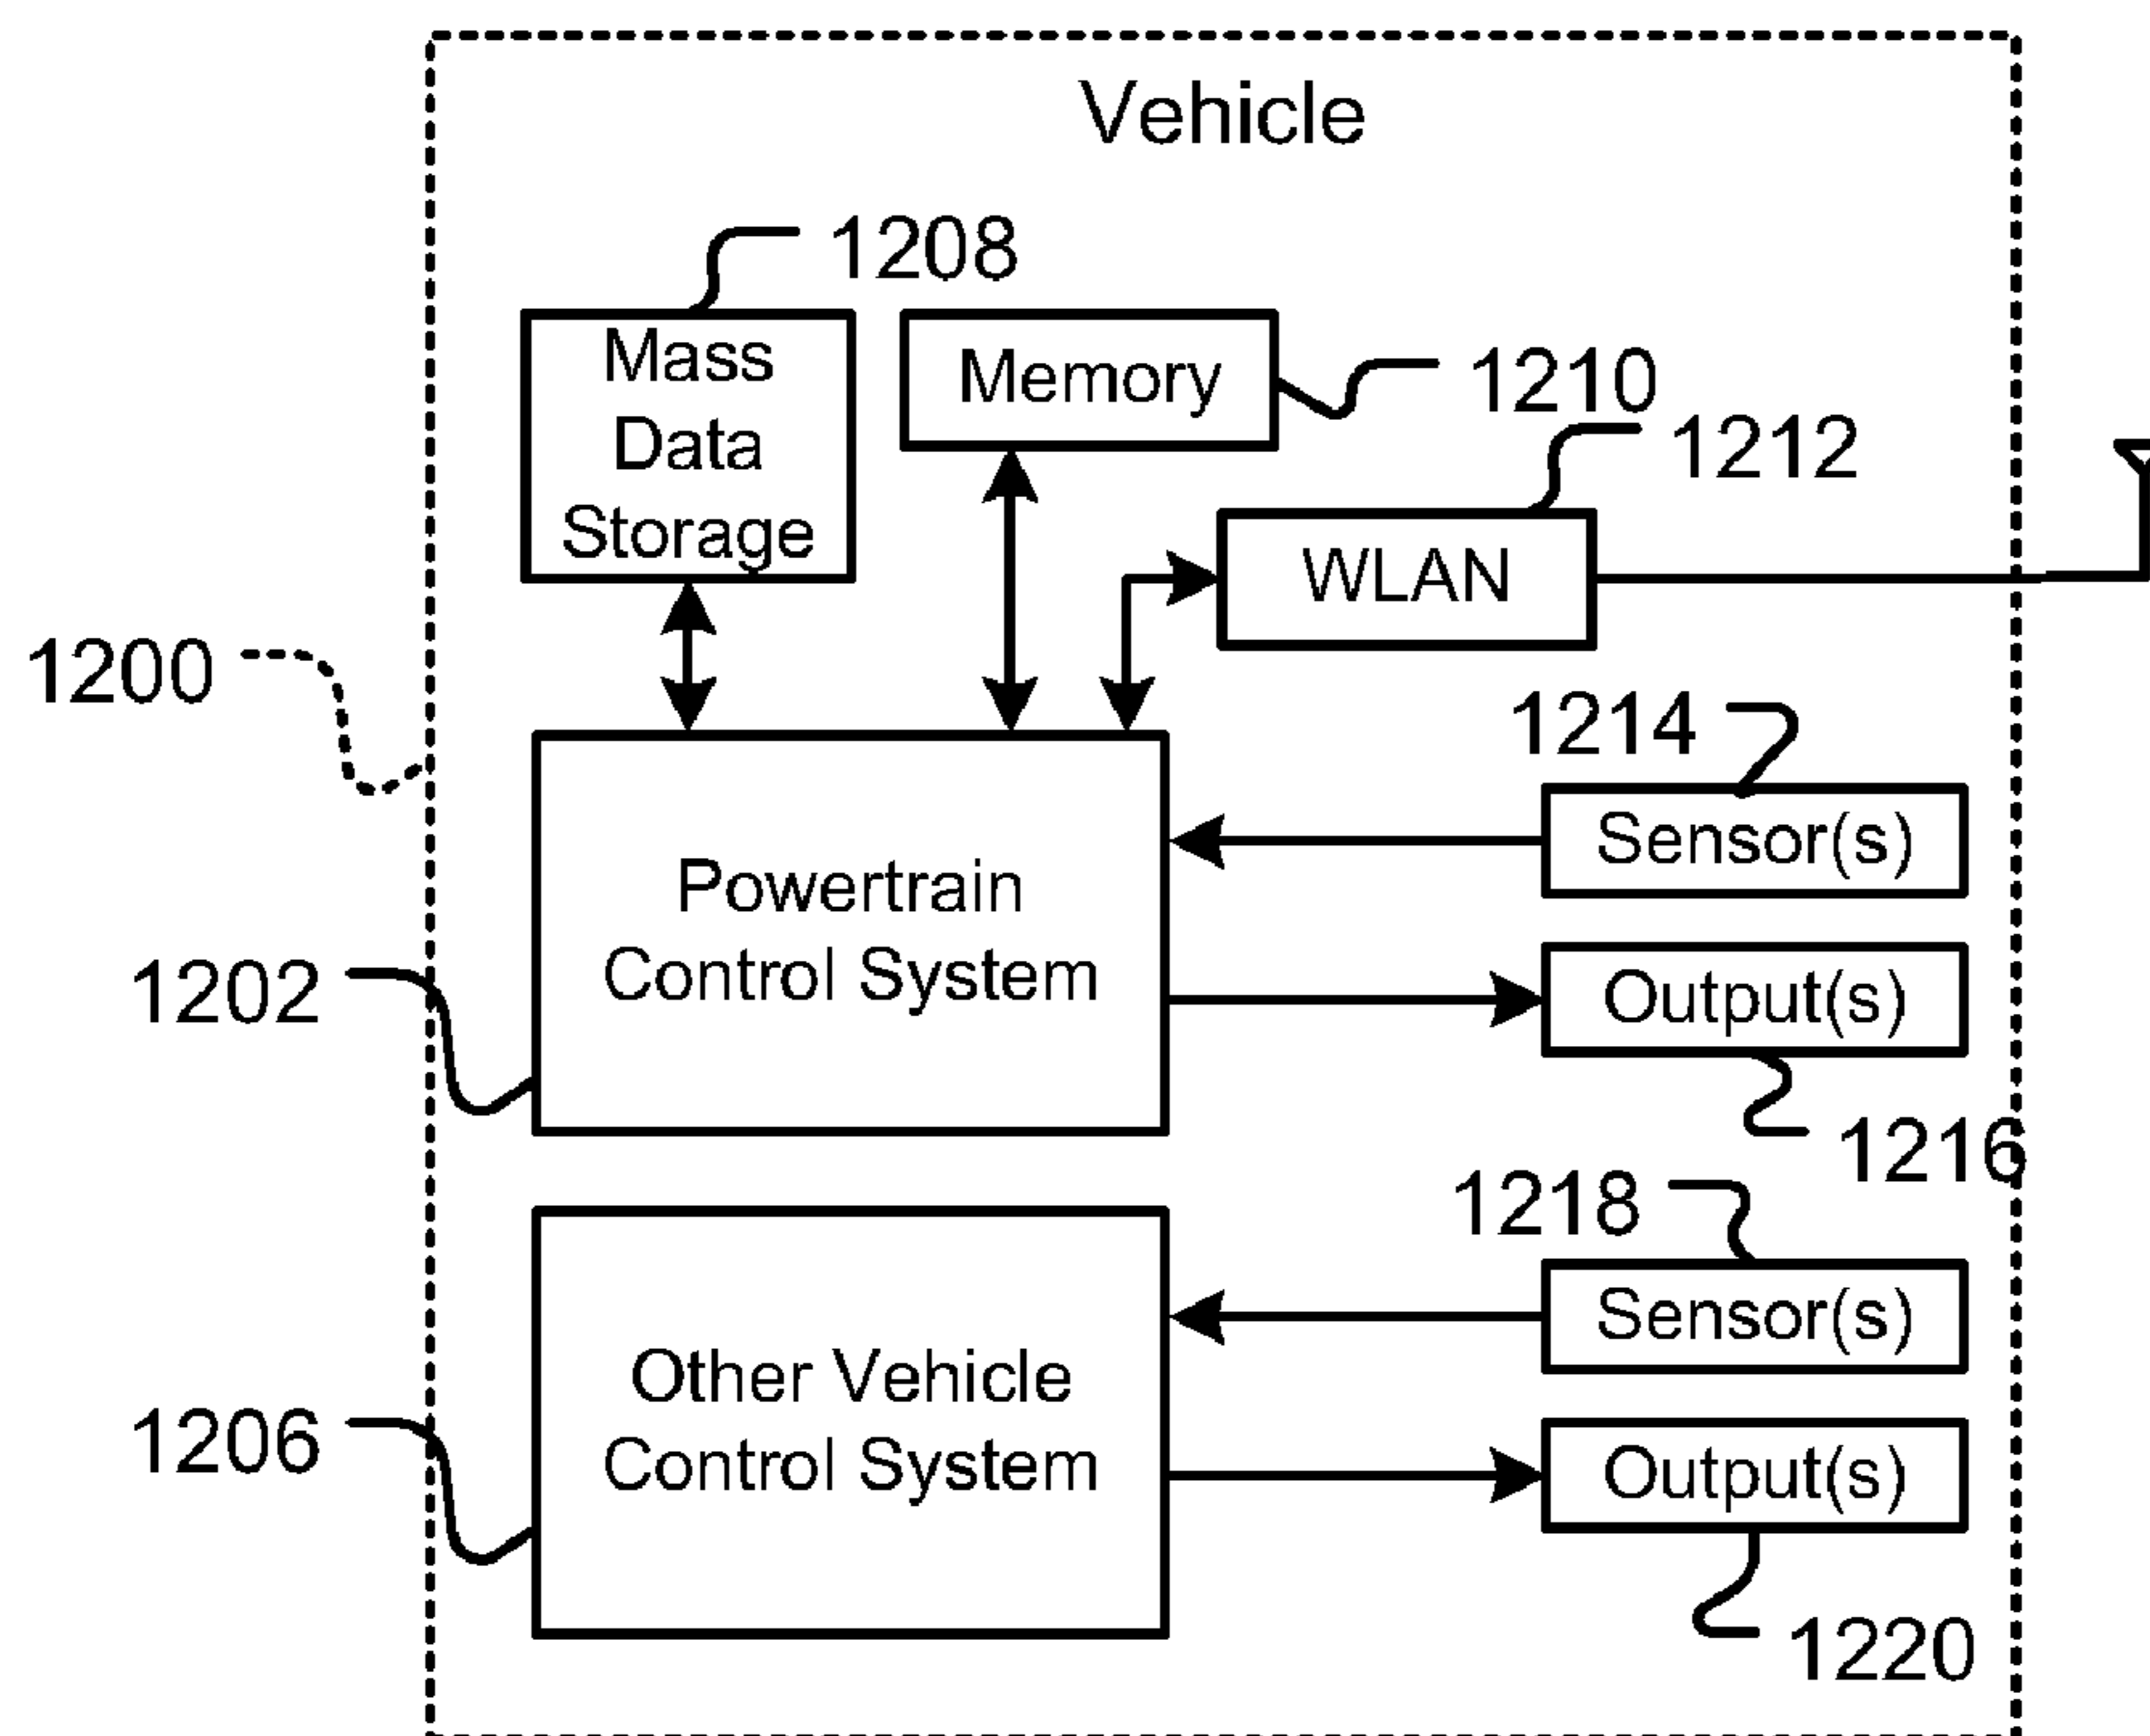 Vehicle
1208
Mass
Data
Storage
Memory
1210
1212
WLAN
1200
1214
Sensor(s)
Powertrain
Control System
1202
Output(s)
1216
1218
Sensor(s)
Other Vehicle
Control System
1206
Output(s)
1220